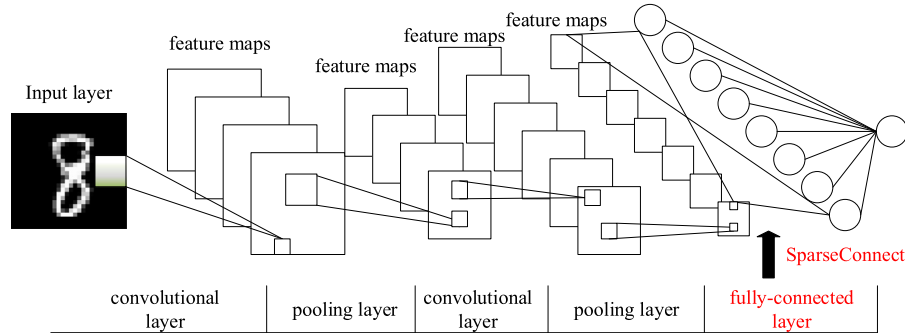 feature maps
feature maps
feature maps
feature maps
Input layer
SparseConnect
convolutional
layer
pooling layer
convolutional
layer
pooling layer
fully-connected
layer